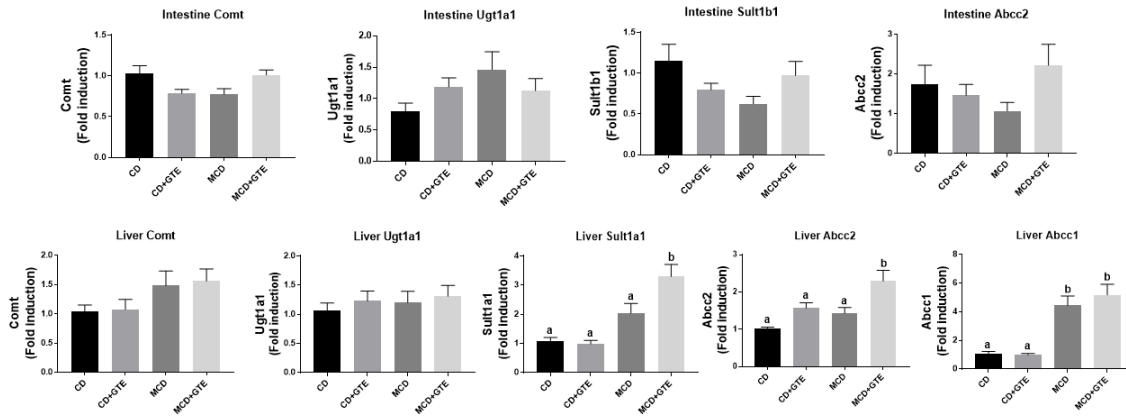 Intestine Comt
Comt
(Fold induction)
1.5
1.0
0.5
0.0
CD
CD+GTE
MCD
MCD+GTE
Intestine Ugt1a1
Ugt1a1
(Fold induction)
2.0
1.5
1.0
0.5
0.0
CD
CD+GTE
MCD
MCD+GTE
Intestine Sult1b1
Sult1b1
(Fold induction)
1.5
1.0
0.5
0.0
CD
CD+GTE
MCD
MCD+GTE
Intestine Abcc2
Abcc2
(Fold induction)
3
2
1
0
CD
CD+GTE
MCD
MCD+GTE
Liver Comt
Comt
(Fold induction)
2.0
1.5
1.0
0.5
0.0
CD
CD+GTE
MCD
MCD+GTE
Liver Ugt1a1
Ugt1a1
(Fold induction)
2.0
1.5
1.0
0.5
0.0
CD
CD+GTE
MCD
MCD+GTE
Liver Sult1a1
Sult1a1
(Fold induction)
4
3
2
1
0
a
a
a
b
CD
CD+GTE
MCD
MCD+GTE
Liver Abcc2
Abcc2
(Fold induction)
3
2
1
0
a
a
a
b
CD
CD+GTE
MCD
MCD+GTE
Liver Abcc1
Abcc1
(Fold induction)
8
6
4
2
0
a
a
b
b
CD
CD+GTE
MCD
MCD+GTE